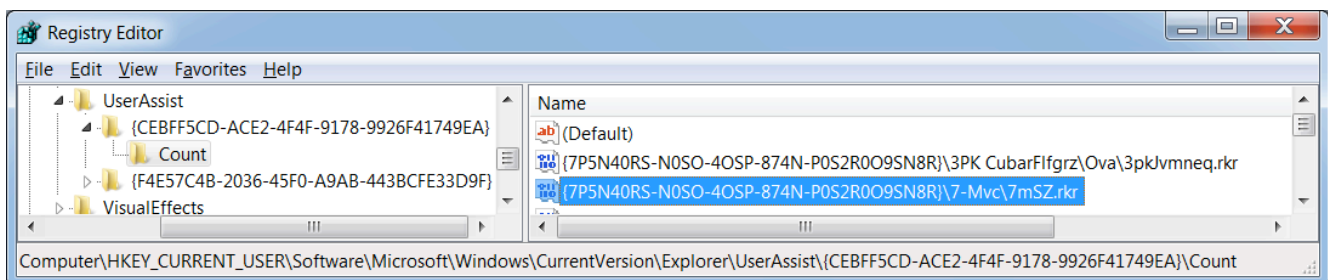 Registry Editor
File Edit View Favorites Help
UserAssist
{CEBFF5CD-ACE2-4F4F-9178-9926F41749EA}
Count
{F4E57C4B-2036-45F0-A9AB-443BCFE33D9F}
VisualEffects
Name
(Default)
{7P5N40RS-N0SO-4OSP-874N-P0S2R0O9SN8R}\3PK CubarFlfgrz\Ova\3pkJvmneq.rkr
{7P5N40RS-N0SO-4OSP-874N-P0S2R0O9SN8R}\7-Mvc\7mSZ.rkr
Computer\HKEY_CURRENT_USER\Software\Microsoft\Windows\CurrentVersion\Explorer\UserAssist\{CEBFF5CD-ACE2-4F4F-9178-9926F41749EA}\Count